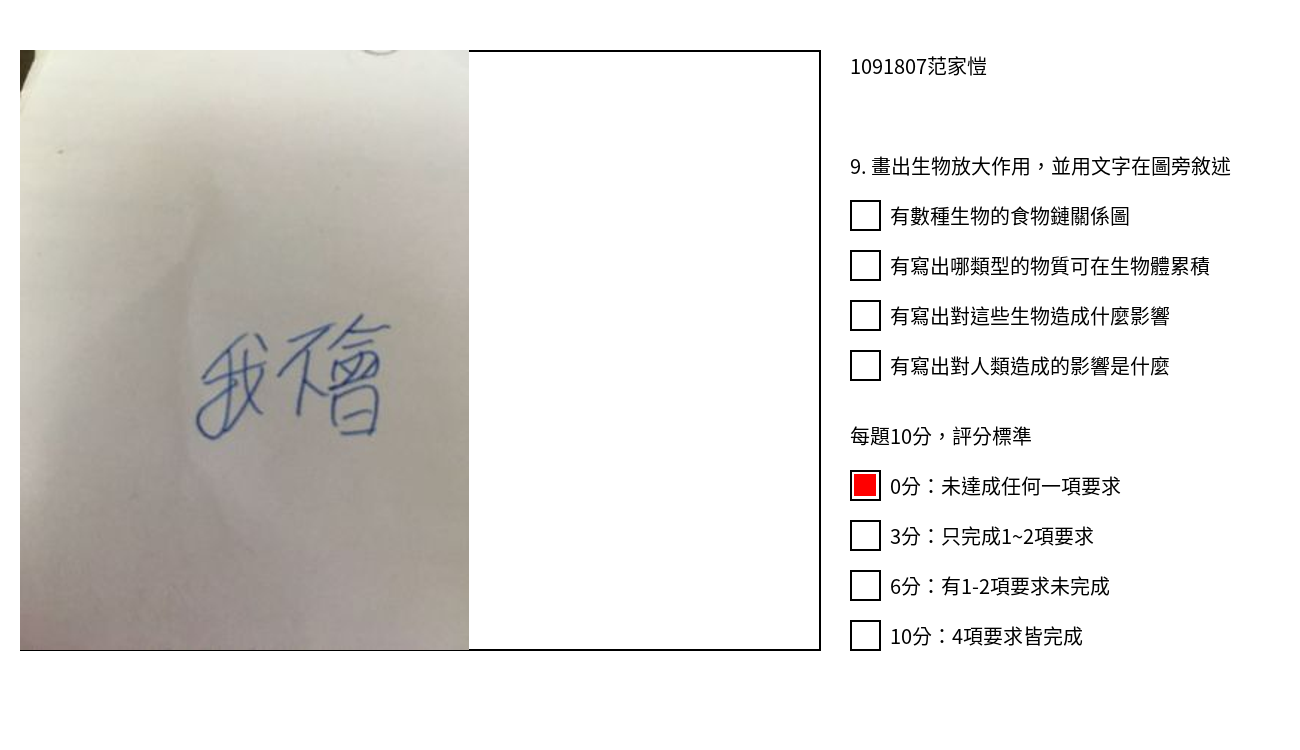 我不會
1091807范家愷
9. 畫出生物放大作用，並用文字在圖旁敘述
有數種生物的食物鏈關係圖
有寫出哪類型的物質可在生物體累積
有寫出對這些生物造成什麼影響
有寫出對人類造成的影響是什麼
每題10分，評分標準
0分：未達成任何一項要求
3分：只完成1~2項要求
6分：有1-2項要求未完成
10分：4項要求皆完成